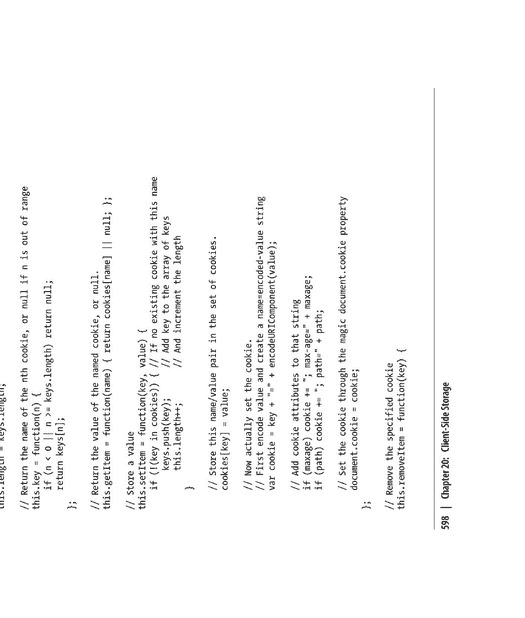 this.length = keys.length;
// Return the name of the nth cookie, or null if n is out of range
this.key = function(n) {
if (n < 0 || n >= keys.length) return null;
return keys[n];
};
// Return the value of the named cookie, or null.
this.getItem = function(name) { return cookies[name] || null; };
// Store a value
this.setItem = function(key, value) {
if (!(key in cookies)) { // If no existing cookie with this name
keys.push(key); // Add key to the array of keys
this.length++; // And increment the length
}
// Store this name/value pair in the set of cookies.
cookies[key] = value;
// Now actually set the cookie.
// First encode value and create a name=encoded-value string
var cookie = key + "=" + encodeURIComponent(value);
// Add cookie attributes to that string
if (maxage) cookie += "; max-age=" + maxage;
if (path) cookie += "; path=" + path;
// Set the cookie through the magic document.cookie property
document.cookie = cookie;
};
// Remove the specified cookie
this.removeItem = function(key) {
598 | Chapter 20: Client-Side Storage